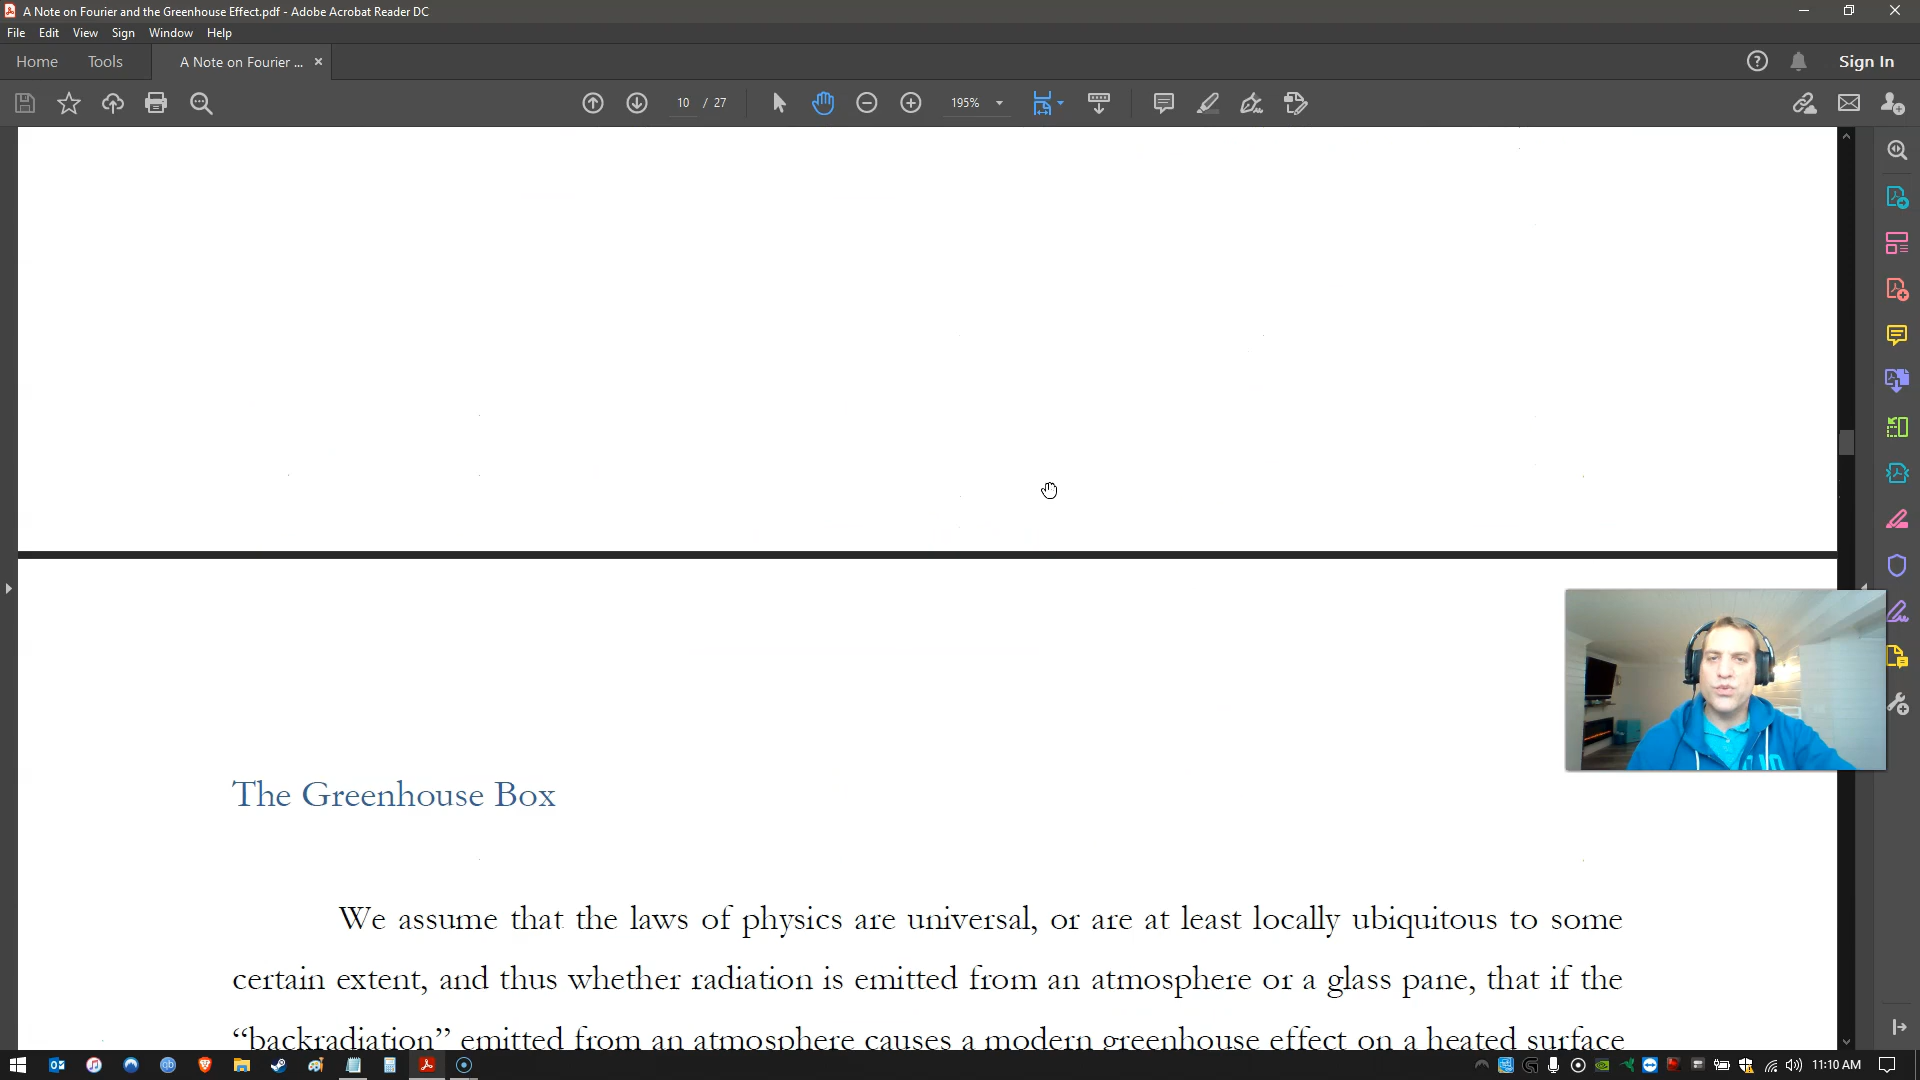 A Note on Fourier and the Greenhouse Effect.pdf - Adobe Acrobat Reader DC
File Edit View Sign Window Help
Home Tools A Note on Fourier ... × Sign In
10 / 27 195%
The Greenhouse Box
We assume that the laws of physics are universal, or are at least locally ubiquitous to some
certain extent, and thus whether radiation is emitted from an atmosphere or a glass pane, that if the
“backradiation” emitted from an atmosphere causes a modern greenhouse effect on a heated surface
11:10 AM